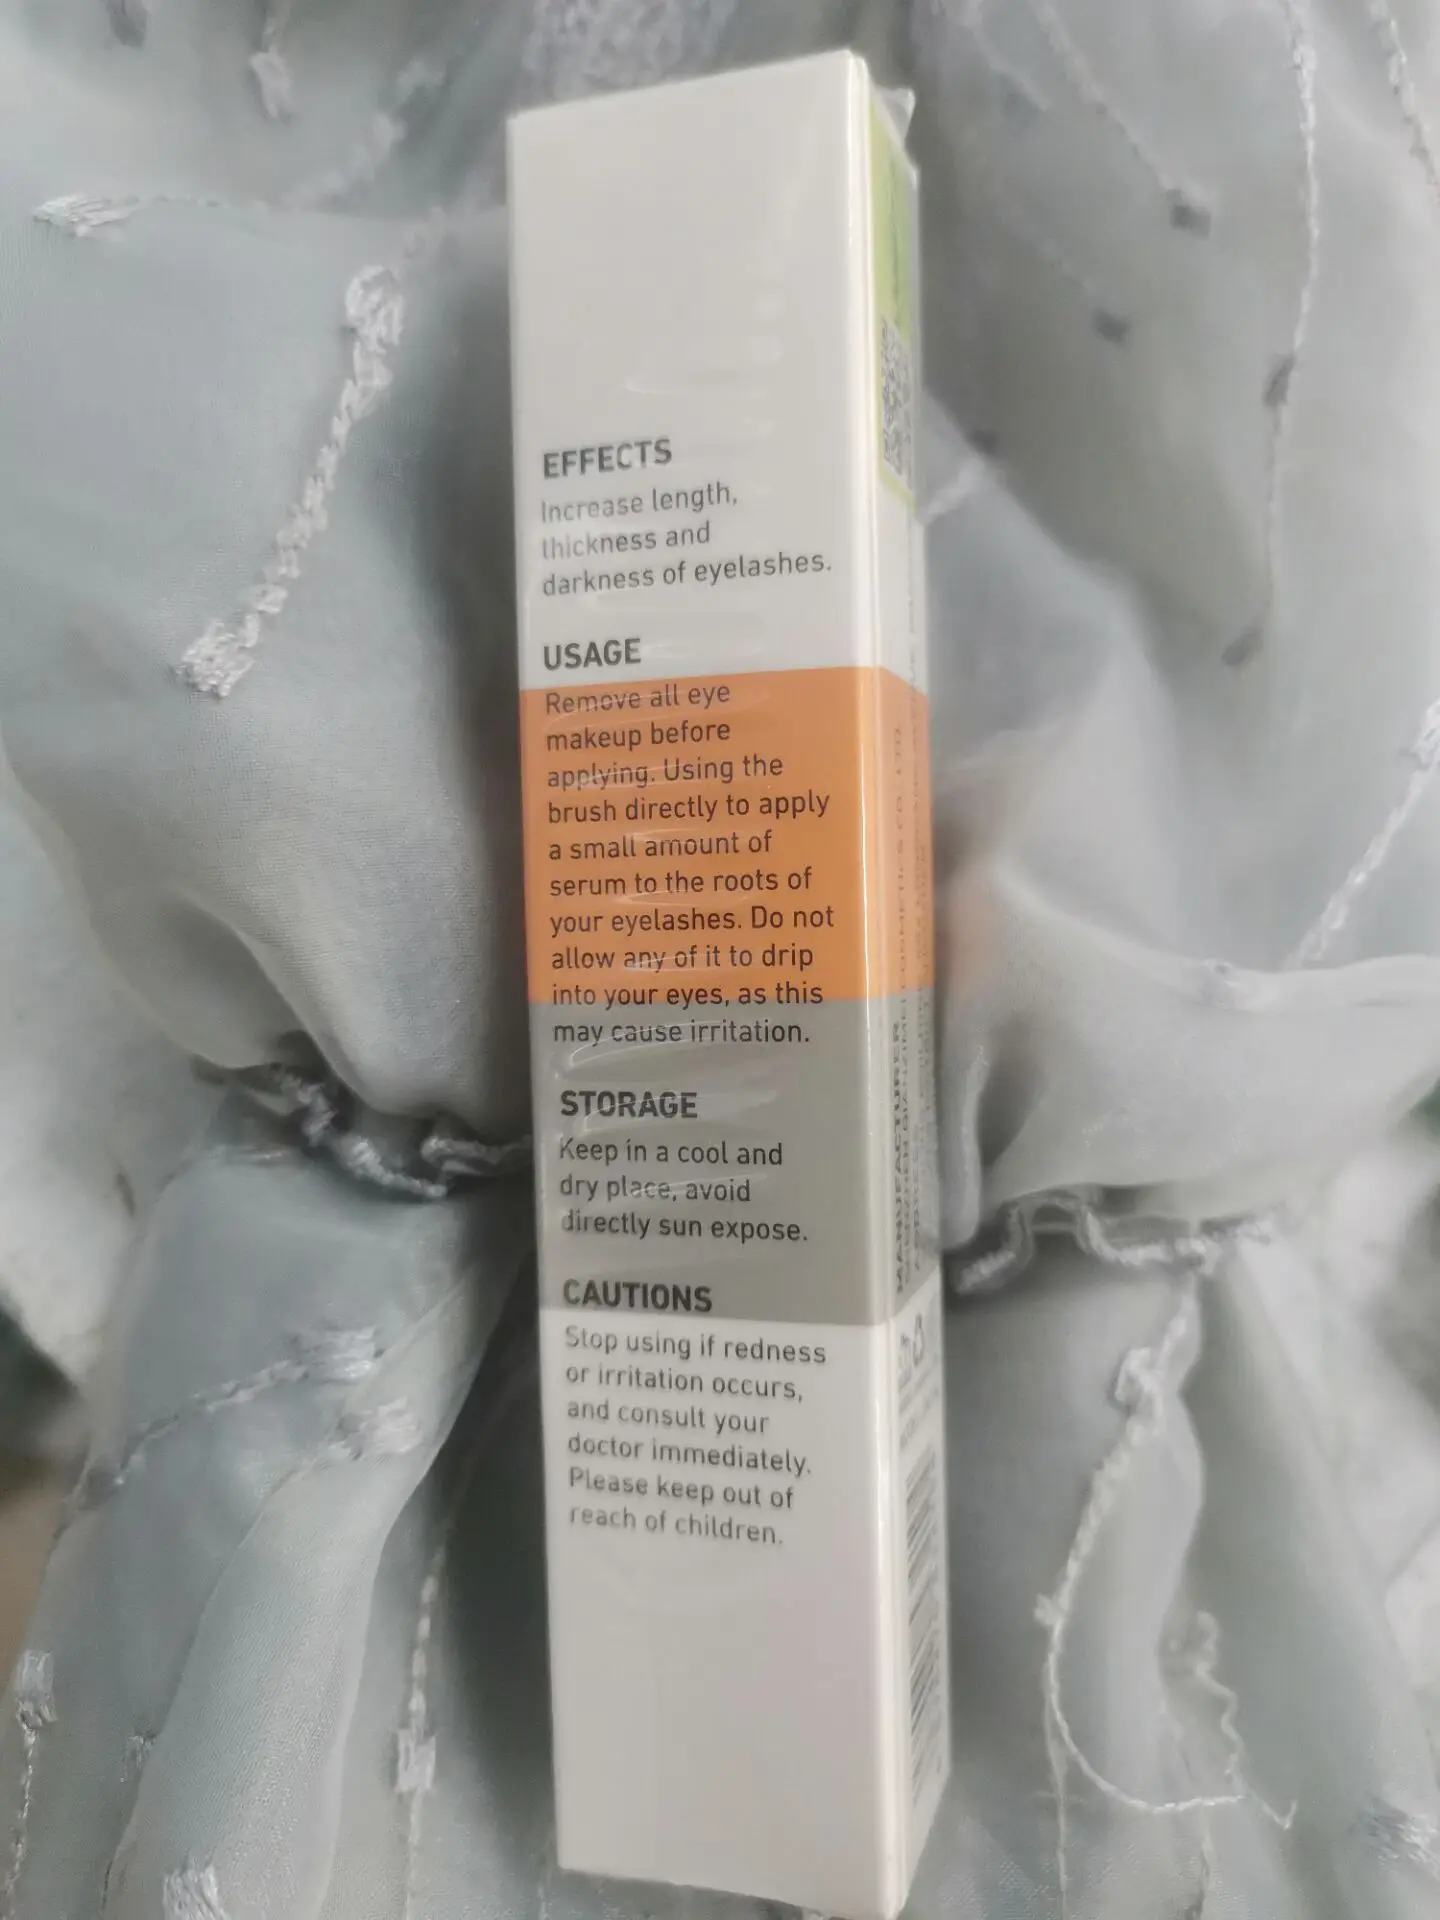 EFFECTS
Increase length,
thickness and
darkness of eyelashes.
USAGE
Remove all eye
makeup before
applying. Using the
brush directly to apply
a small amount of
serum to the roots of
your eyelashes. Do not
allow any of it to drip
into your eyes, as this
may cause irritation.
STORAGE
Keep in a cool and
dry place, avoid
directly sun expose.
CAUTIONS
Stop using if redness
or irritation occurs,
and consult your
doctor immediately.
Please keep out of
reach of children.
MANUFACTURER
COSMETICS CO., LTD